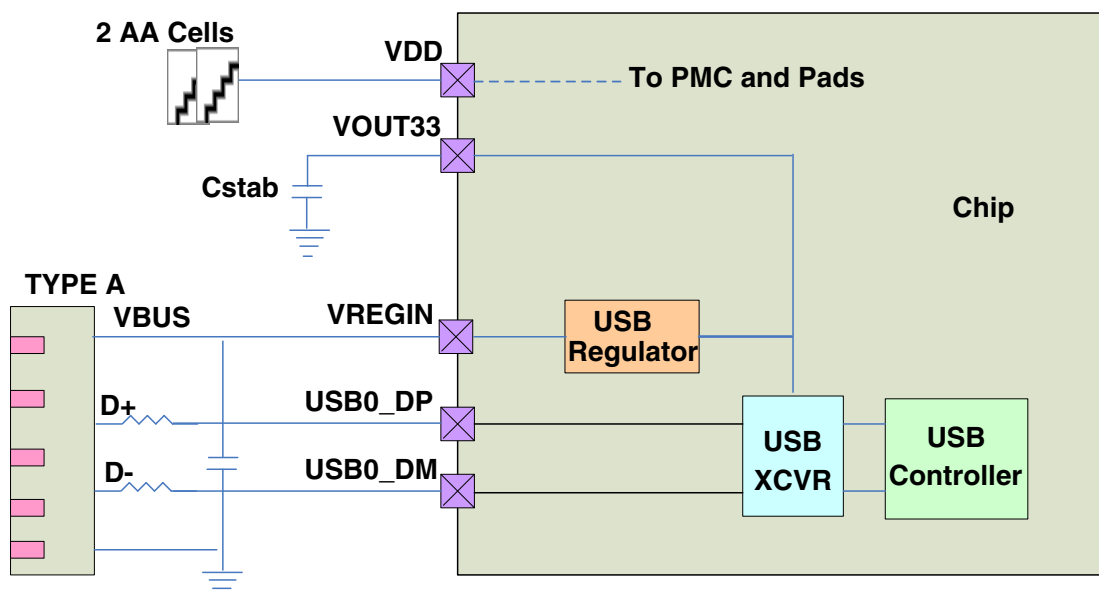 2 AA Cells
VDD
To PMC and Pads
VOUT33
Cstab
Chip
TYPE A
VBUS
VREGIN
USB
Regulator
D+
USB0_DP
D-
USB0_DM
USB
XCVR
USB
Controller